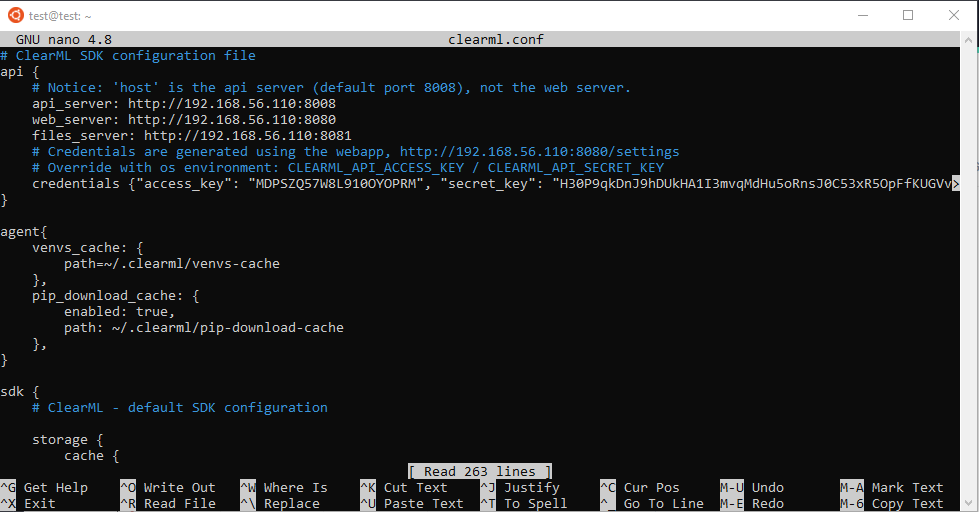 test@test: ~
GNU nano 4.8 clearml.conf
# ClearML SDK configuration file
api {
    # Notice: 'host' is the api server (default port 8008), not the web server.
    api_server: http://192.168.56.110:8008
    web_server: http://192.168.56.110:8080
    files_server: http://192.168.56.110:8081
    # Credentials are generated using the webapp, http://192.168.56.110:8080/settings
    # Override with os environment: CLEARML_API_ACCESS_KEY / CLEARML_API_SECRET_KEY
    credentials {"access_key": "MDPSZQ57W8L910OYOPRM", "secret_key": "H30P9qkDnJ9hDUkHA1I3mvqMdHu5oRnsJ0C53xR5OpFfKUGVv>
}
agent{
    venvs_cache: {
        path=~/.clearml/venvs-cache
    },
    pip_download_cache: {
        enabled: true,
        path: ~/.clearml/pip-download-cache
    },
}
sdk {
    # ClearML - default SDK configuration
    storage {
        cache {
[ Read 263 lines ]
^G Get Help ^O Write Out ^W Where Is ^K Cut Text ^J Justify ^C Cur Pos M-U Undo M-A Mark Text
^X Exit ^R Read File ^\ Replace ^U Paste Text ^T To Spell ^_ Go To Line M-E Redo M-6 Copy Text